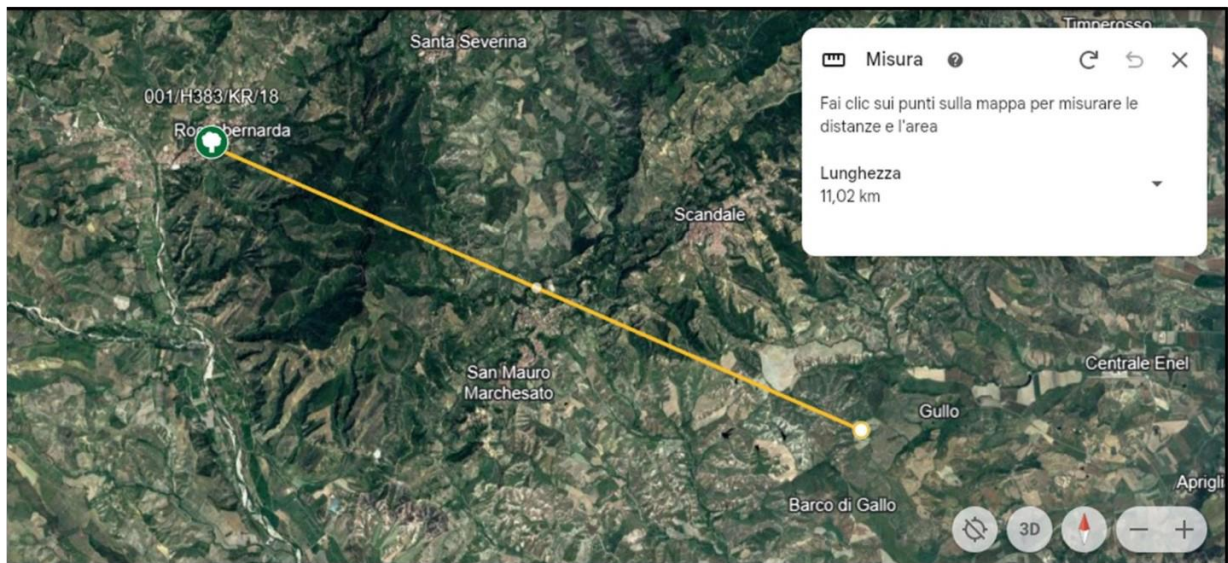 Timperosso
Santa Severina
Misura
Fai clic sui punti sulla mappa per misurare le
distanze e l'area
001/H383/KR/18
Lunghezza
11,02 km
Scandale
San Mauro
Marchesato
Centrale Enel
Gullo
Barco di Gallo
Aprigli
3D